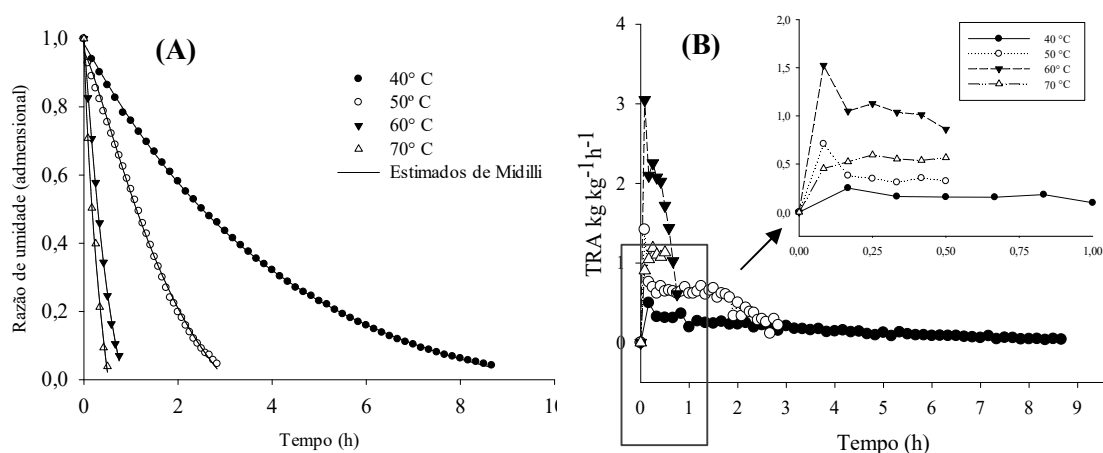 (A)
1,0
0,8
0,6
0,4
0,2
0,0
Razão de umidade (admensional)
40° C
50º C
60° C
70° C
Estimados de Midilli
0
2
4
6
8
10
Tempo (h)
(B)
4
3
2
1
0
TRA kg kg⁻¹h⁻¹
0
1
2
3
4
5
6
7
8
9
Tempo (h)
2,0
1,5
1,0
0,5
0,0
0,00
0,25
0,50
0,75
1,00
40 °C
50 °C
60° C
70 °C